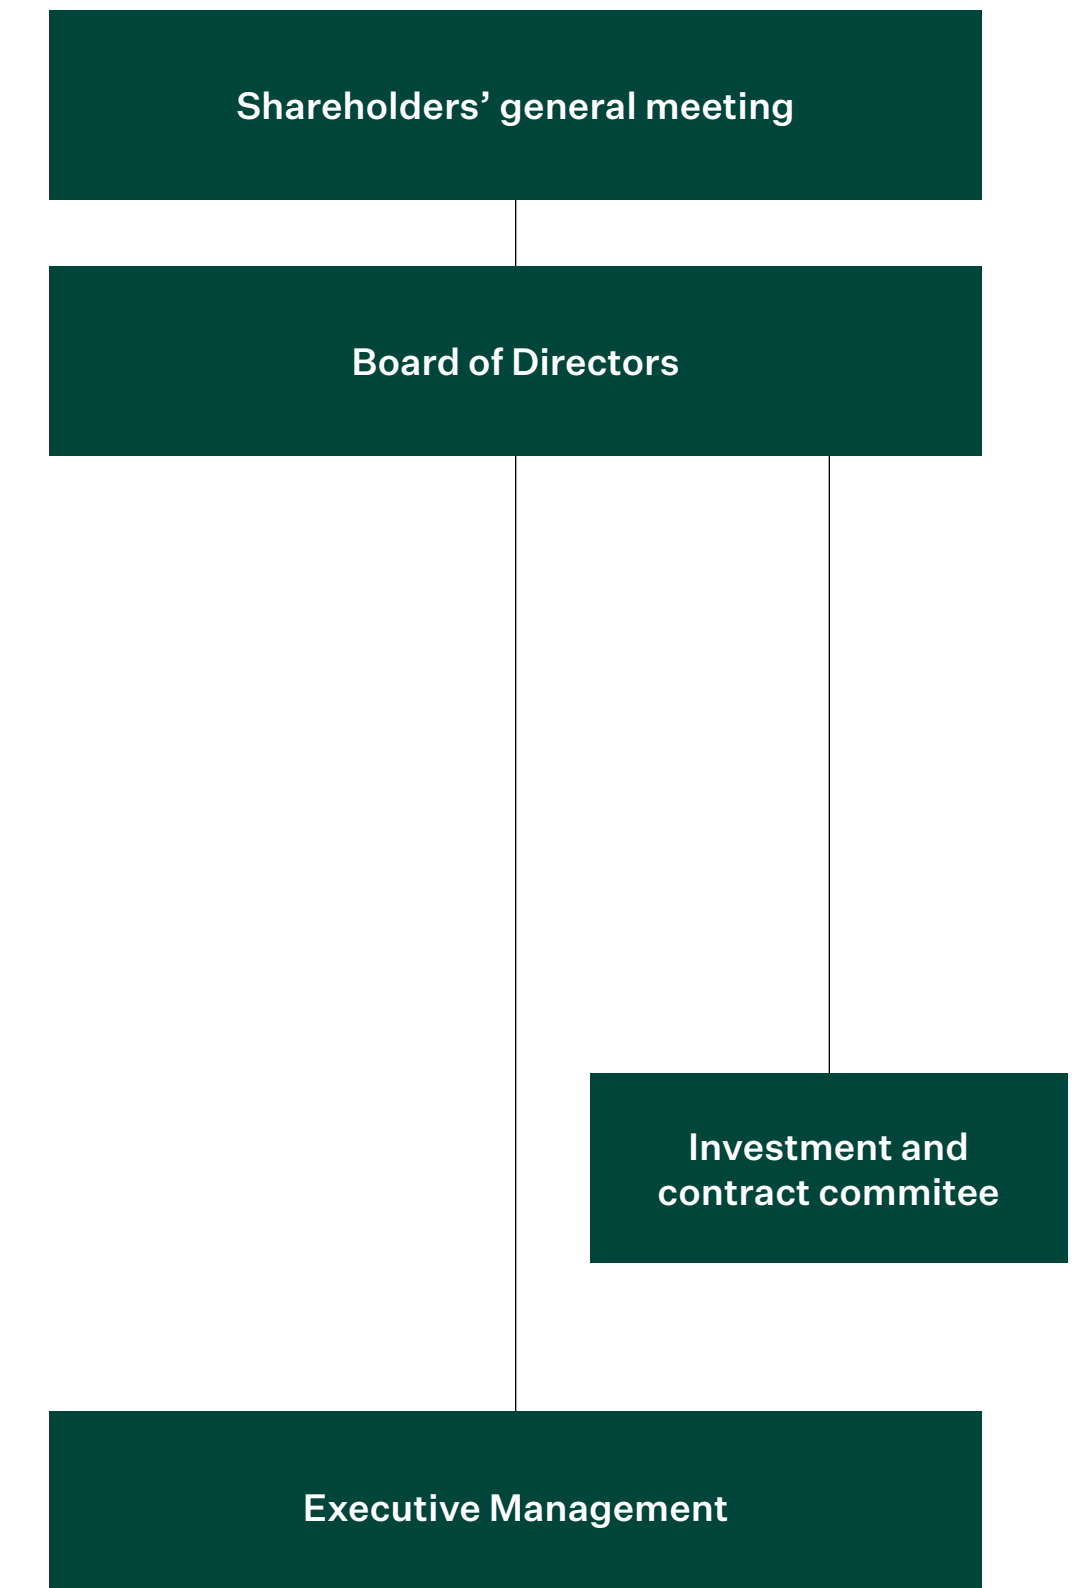 Shareholders’ general meeting
Board of Directors
Investment and
contract commitee
Executive Management